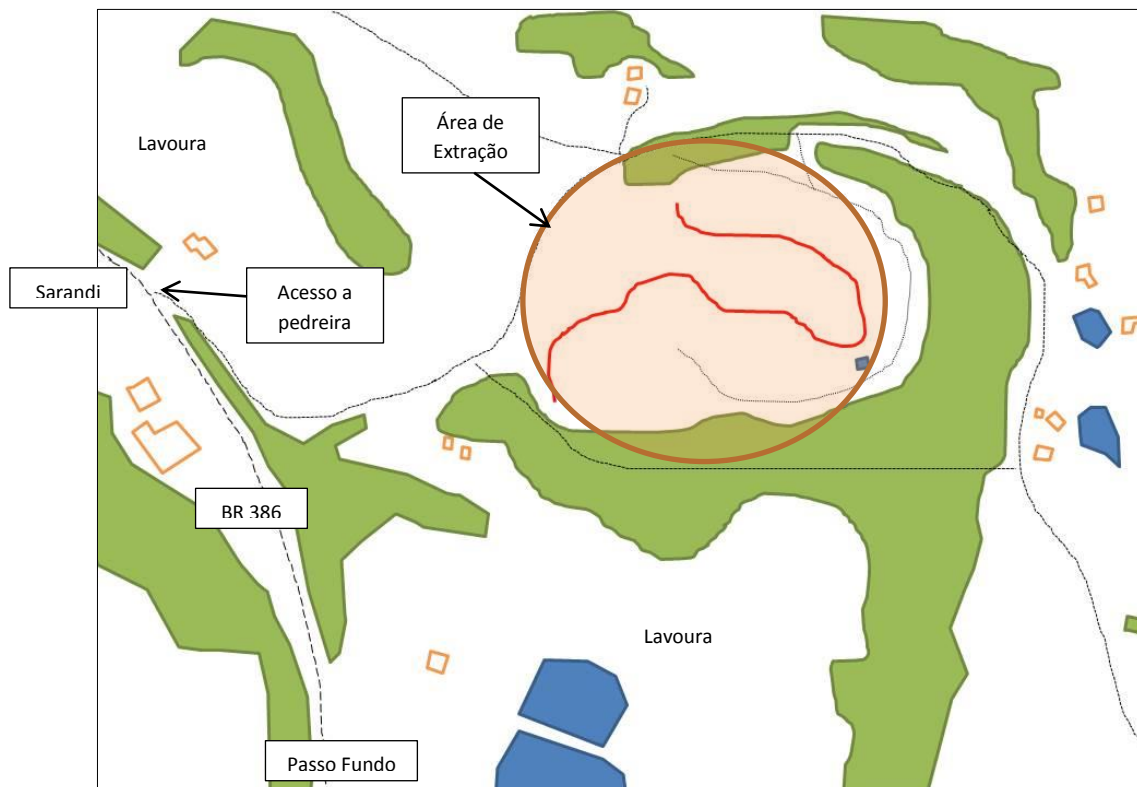 Área de
Extração
Lavoura
Sarandi
Acesso a
pedreira
BR 386
Lavoura
Passo Fundo